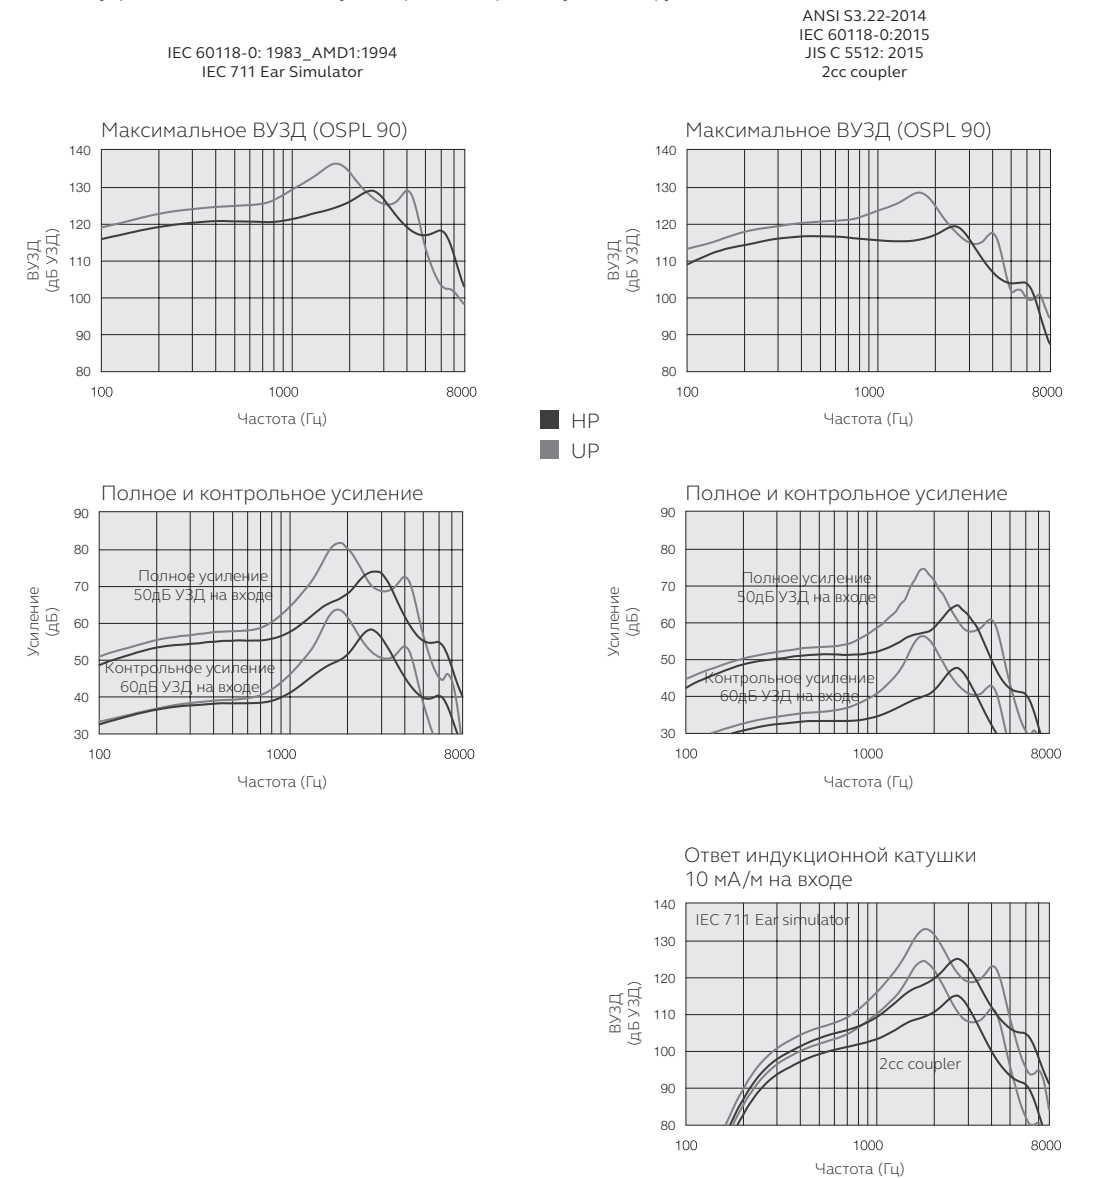 IEC 60118-0: 1983_AMD1:1994
IEC 711 Ear Simulator
ANSI S3.22-2014
IEC 60118-0:2015
JIS C 5512: 2015
2cc coupler
Максимальное ВУЗД (OSPL 90)
140
130
120
110
100
90
80
ВУЗД
(дБ УЗД)
100
1000
8000
Частота (Гц)
Максимальное ВУЗД (OSPL 90)
140
130
120
110
100
90
80
ВУЗД
(дБ УЗД)
100
1000
8000
Частота (Гц)
HP
UP
Полное и контрольное усиление
90
80
70
60
50
40
30
Усиление
(дБ)
Полное усиление
50дБ УЗД на входе
Контрольное усиление
60дБ УЗД на входе
100
1000
8000
Частота (Гц)
Полное и контрольное усиление
90
80
70
60
50
40
30
Усиление
(дБ)
Полное усиление
50дБ УЗД на входе
Контрольное усиление
60дБ УЗД на входе
100
1000
8000
Частота (Гц)
Ответ индукционной катушки
10 мА/м на входе
140
130
120
110
100
90
80
ВУЗД
(дБ УЗД)
IEC 711 Ear simulator
2cc coupler
100
1000
8000
Частота (Гц)